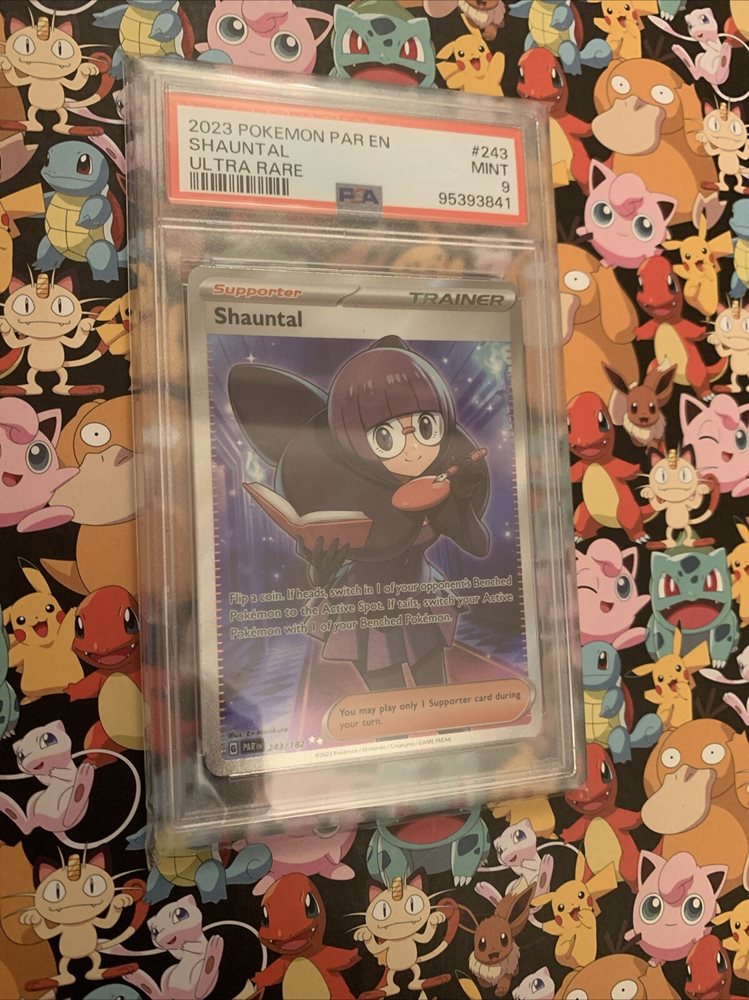 2023 POKEMON PAR EN #243
SHAUNTAL MINT
ULTRA RARE 9
PSA 95393841
Supporter TRAINER
Shauntal
Flip a coin. If heads, switch in 1 of your opponent's Benched
Pokémon to the Active Spot. If tails, switch your Active
Pokémon with 1 of your Benched Pokémon.
You may play only 1 Supporter card during
your turn.
Illus. En Morikura
G PAR EN 243/182
©2023 Pokémon / Nintendo / Creatures / GAME FREAK